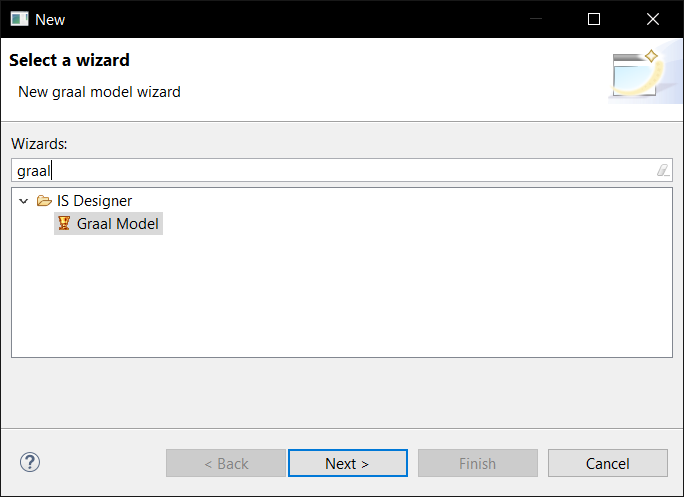 New
Select a wizard
New graal model wizard
Wizards:
graal
IS Designer
Graal Model
?
< Back
Next >
Finish
Cancel